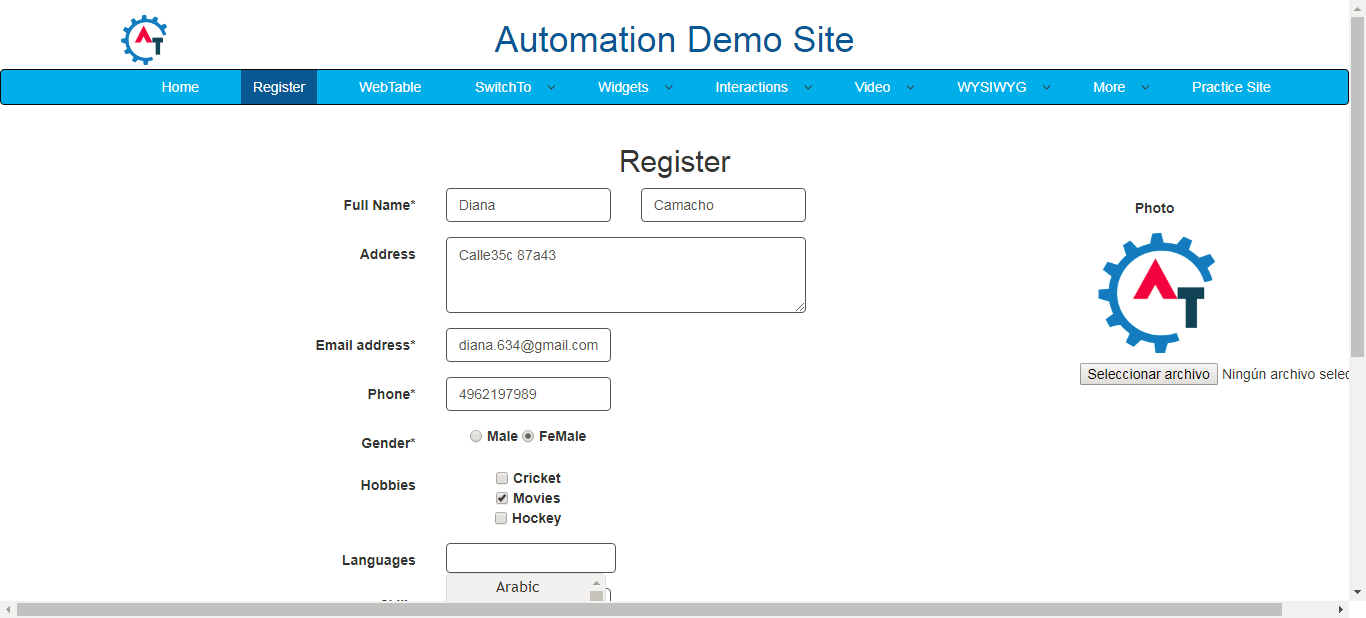 AT
Automation Demo Site
Home Register WebTable SwitchTo Widgets Interactions Video WYSIWYG More Practice Site
Register
Full Name* Diana Camacho
Photo
Address Calle35c 87a43
AT
Email address* diana.634@gmail.com
Seleccionar archivo Ningún archivo selec
Phone* 4962197989
Gender* Male FeMale
Hobbies Cricket
Movies
Hockey
Languages
Arabic